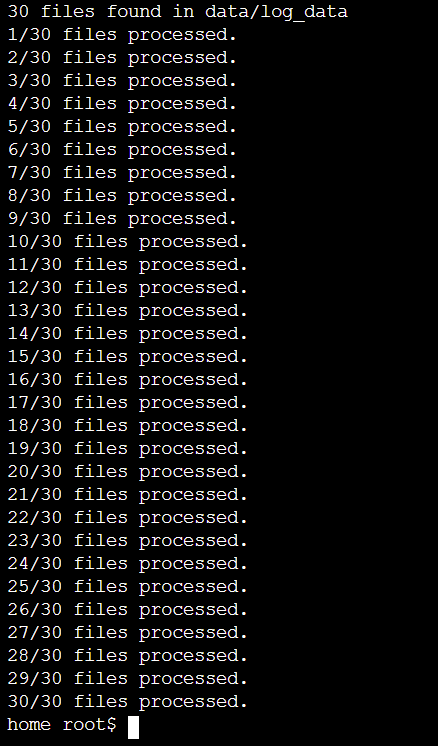 30 files found in data/log_data
1/30 files processed.
2/30 files processed.
3/30 files processed.
4/30 files processed.
5/30 files processed.
6/30 files processed.
7/30 files processed.
8/30 files processed.
9/30 files processed.
10/30 files processed.
11/30 files processed.
12/30 files processed.
13/30 files processed.
14/30 files processed.
15/30 files processed.
16/30 files processed.
17/30 files processed.
18/30 files processed.
19/30 files processed.
20/30 files processed.
21/30 files processed.
22/30 files processed.
23/30 files processed.
24/30 files processed.
25/30 files processed.
26/30 files processed.
27/30 files processed.
28/30 files processed.
29/30 files processed.
30/30 files processed.
home root$